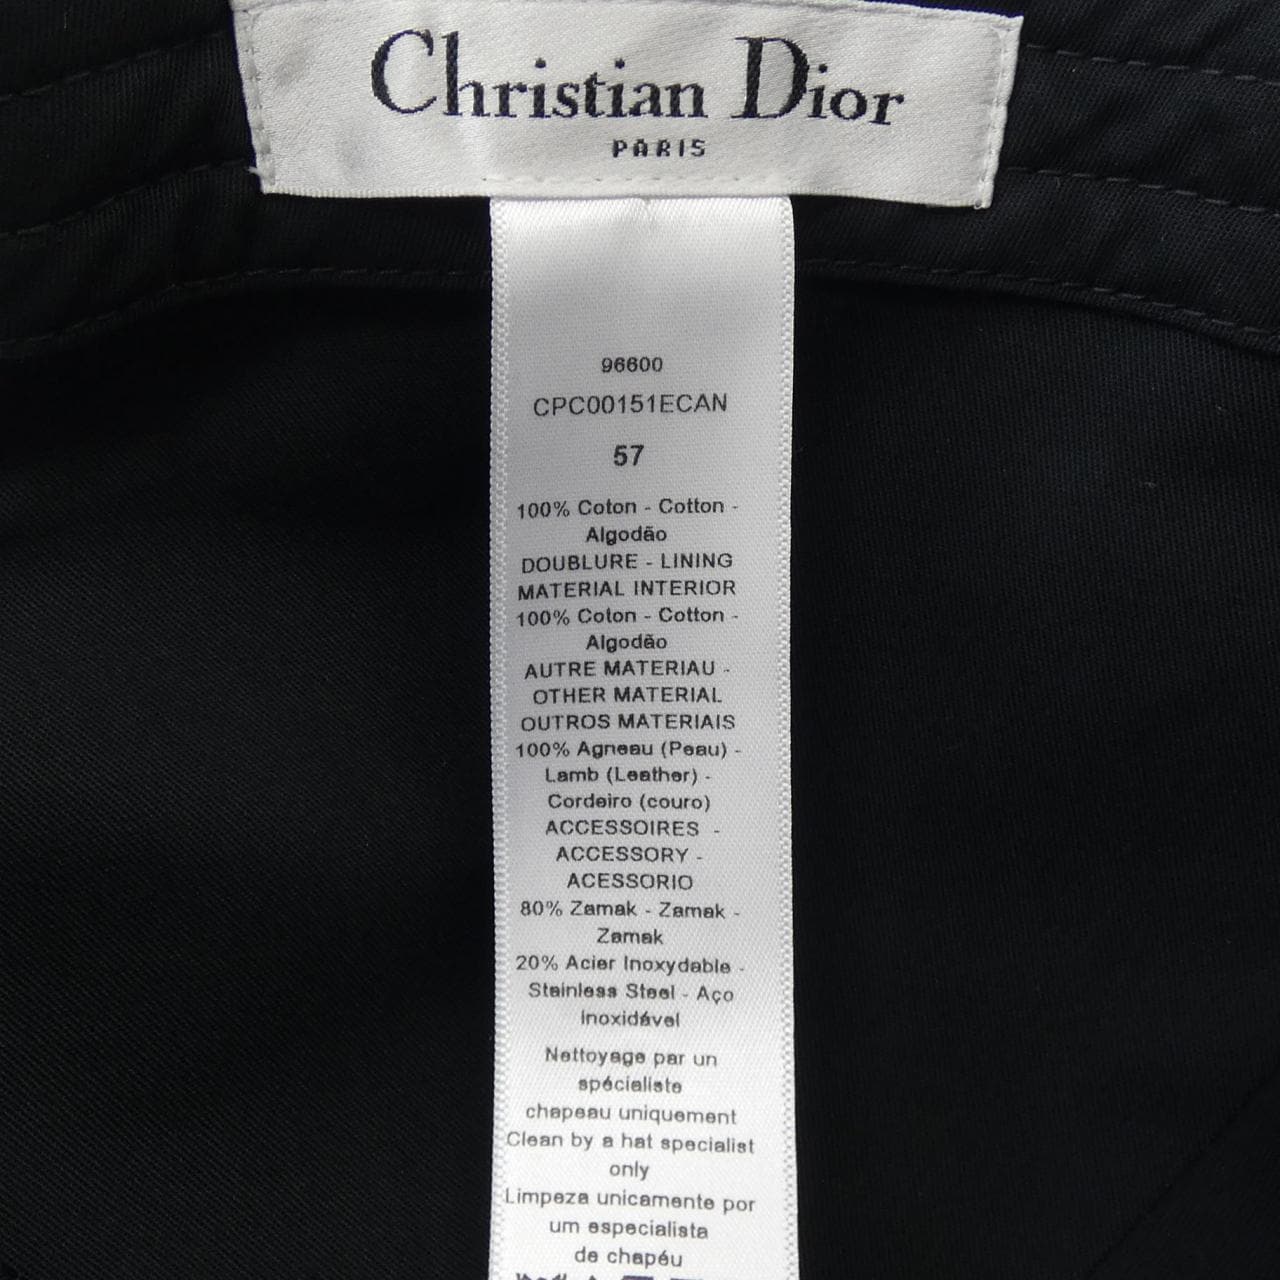 Christian Dior
PARIS
96600
CPC00151ECAN
57
100% Coton - Cotton -
Algodão
DOUBLURE - LINING
MATERIAL INTERIOR
100% Coton - Cotton -
Algodão
AUTRE MATERIAU -
OTHER MATERIAL
OUTROS MATERIAIS
100% Agneau (Peau) -
Lamb (Leather) -
Cordeiro (couro)
ACCESSOIRES -
ACCESSORY -
ACESSORIO
80% Zamak - Zamak -
Zamak
20% Acier Inoxydable -
Stainless Steel - Aço
inoxidável
Nettoyage par un
spécialiste
chapeau uniquement
Clean by a hat specialist
only
Limpeza unicamente por
um especialista
de chapéu